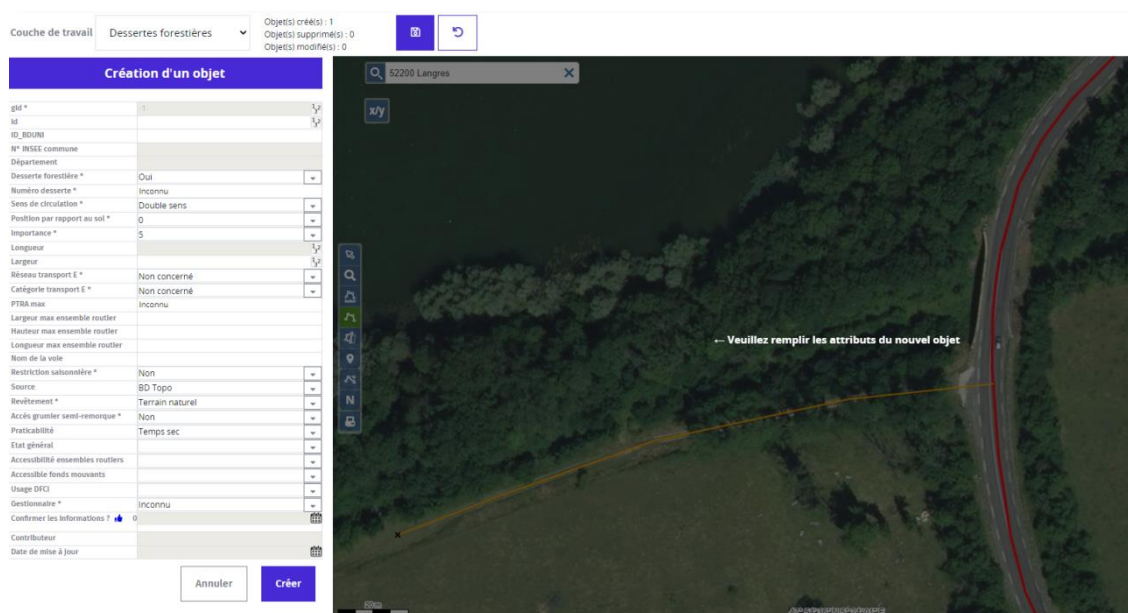 Couche de travail
Dessertes forestières
Objet(s) créé(s) : 1
Objet(s) supprimé(s) : 0
Objet(s) modifié(s) : 0
Création d'un objet
52200 Langres
x/y
gid * -1
id
ID_BDUNI
N° INSEE commune
Département
Desserte forestière * Oui
Numéro desserte * Inconnu
Sens de circulation * Double sens
Position par rapport au sol * 0
Importance * 5
Longueur
Largeur
Réseau transport E * Non concerné
Catégorie transport E * Non concerné
PTRA max Inconnu
Largeur max ensemble routier
Hauteur max ensemble routier
Longueur max ensemble routier
Nom de la voie
Restriction saisonnière * Non
Source BD Topo
Revêtement * Terrain naturel
Accès grumier semi-remorque * Non
Praticabilité Temps sec
Etat général
Accessibilité ensembles routiers
Accessible fonds mouvants
Usage DFCI
Gestionnaire * Inconnu
Confirmer les informations ? 0
Contributeur
Date de mise à jour
Annuler
Créer
← Veuillez remplir les attributs du nouvel objet
N
20 m